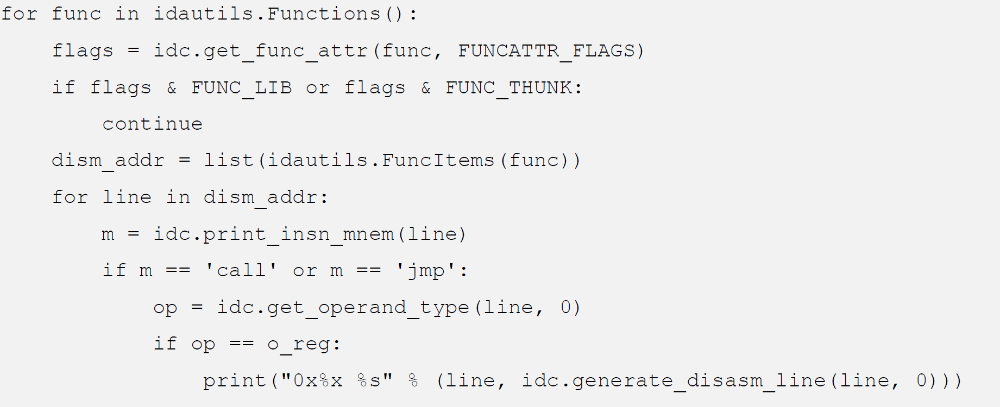 for func in idautils.Functions():
    flags = idc.get_func_attr(func, FUNCATTR_FLAGS)
    if flags & FUNC_LIB or flags & FUNC_THUNK:
        continue
    dism_addr = list(idautils.FuncItems(func))
    for line in dism_addr:
        m = idc.print_insn_mnem(line)
        if m == 'call' or m == 'jmp':
            op = idc.get_operand_type(line, 0)
            if op == o_reg:
                print("0x%x %s" % (line, idc.generate_disasm_line(line, 0)))